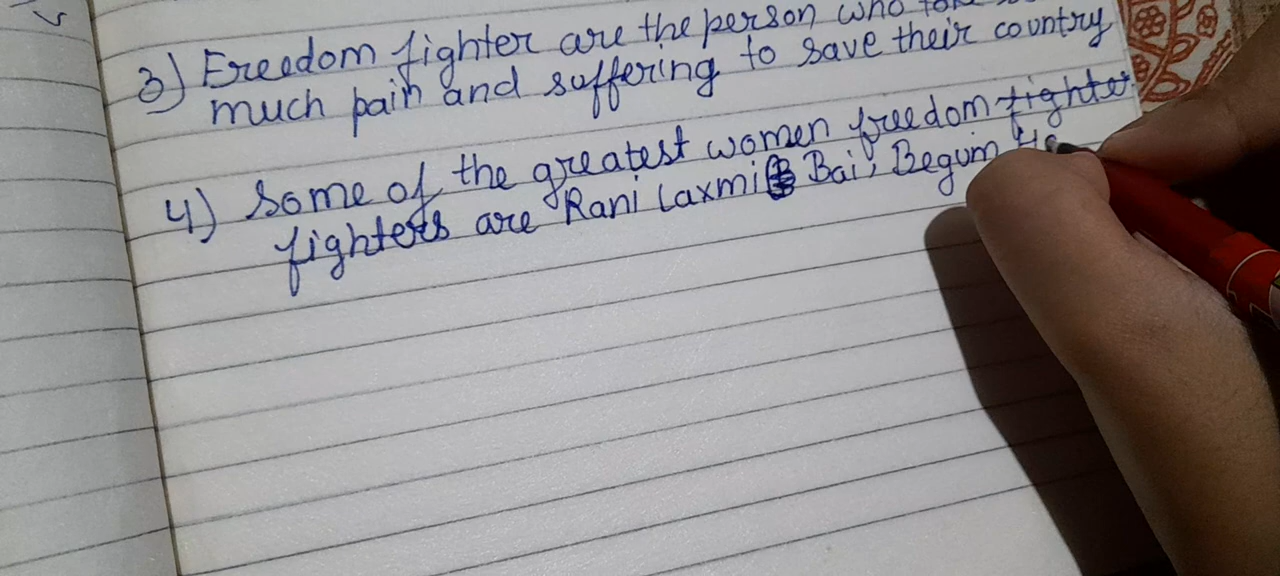 3) Freedom fighter are the person who
much pain and suffering to save their country
4) Some of the greatest women freedom fighter
fighters are Rani Laxmi Bai, Begum